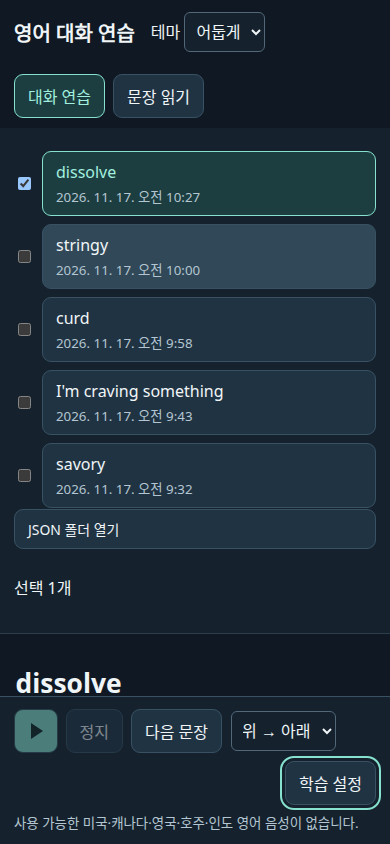 영어 대화 연습 테마 어둡게
대화 연습 문장 읽기
dissolve
2026. 11. 17. 오전 10:27
stringy
2026. 11. 17. 오전 10:00
curd
2026. 11. 17. 오전 9:58
I'm craving something
2026. 11. 17. 오전 9:43
savory
2026. 11. 17. 오전 9:32
JSON 폴더 열기
선택 1개
dissolve
정지 다음 문장 위 → 아래
학습 설정
사용 가능한 미국·캐나다·영국·호주·인도 영어 음성이 없습니다.